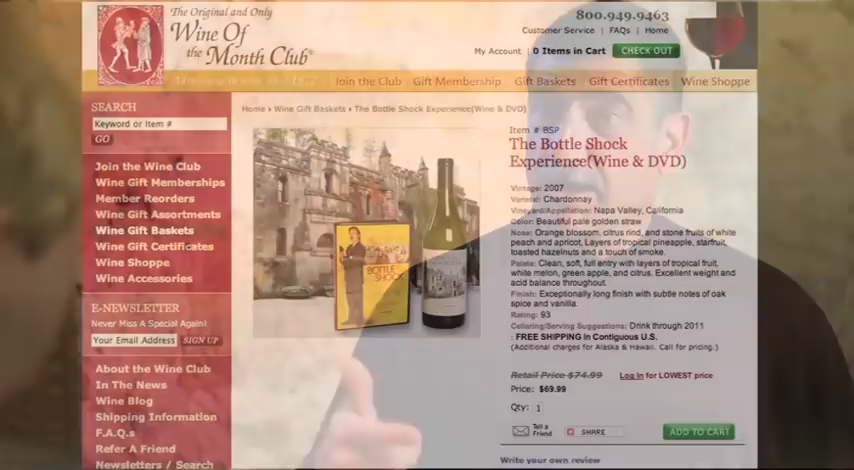 The Original and Only
Wine Of
the Month Club®
800.949.9463
Customer Service | FAQs | Home
My Account | 0 Items in Cart CHECK OUT
Join the Club Gift Membership Gift Baskets Gift Certificates Wine Shoppe
SEARCH
Keyword or Item #
GO
Join the Wine Club
Wine Gift Memberships
Member Reorders
Wine Gift Assortments
Wine Gift Baskets
Wine Gift Certificates
Wine Shoppe
Wine Accessories
E-NEWSLETTER
Never Miss A Special Again!
Your Email Address SIGN UP
About the Wine Club
In The News
Wine Blog
Shipping Information
F.A.Q.s
Refer A Friend
Newsletters / Search
Home › Wine Gift Baskets › The Bottle Shock Experience(Wine & DVD)
BOTTLE
SHOCK
Item # BSP
The Bottle Shock
Experience(Wine & DVD)
Vintage: 2007
Varietal: Chardonnay
Vineyard/Appellation: Napa Valley, California
Color: Beautiful pale golden straw
Nose: Orange blossom, citrus rind, and stone fruits of white
peach and apricot, Layers of tropical pineapple, starfruit,
toasted hazelnuts and a touch of smoke.
Palate: Clean, soft, full entry with layers of tropical fruit,
white melon, green apple, and citrus. Excellent weight and
acid balance throughout.
Finish: Exceptionally long finish with subtle notes of oak
spice and vanilla.
Rating: 93
Cellaring/Serving Suggestions: Drink through 2011
: FREE SHIPPING in Contiguous U.S.
(Additional charges for Alaska & Hawaii. Call for pricing.)
Retail Price $74.99 Log In for LOWEST price
Price: $69.99
Qty: 1
Tell a
Friend
SHARE
ADD TO CART
Write your own review